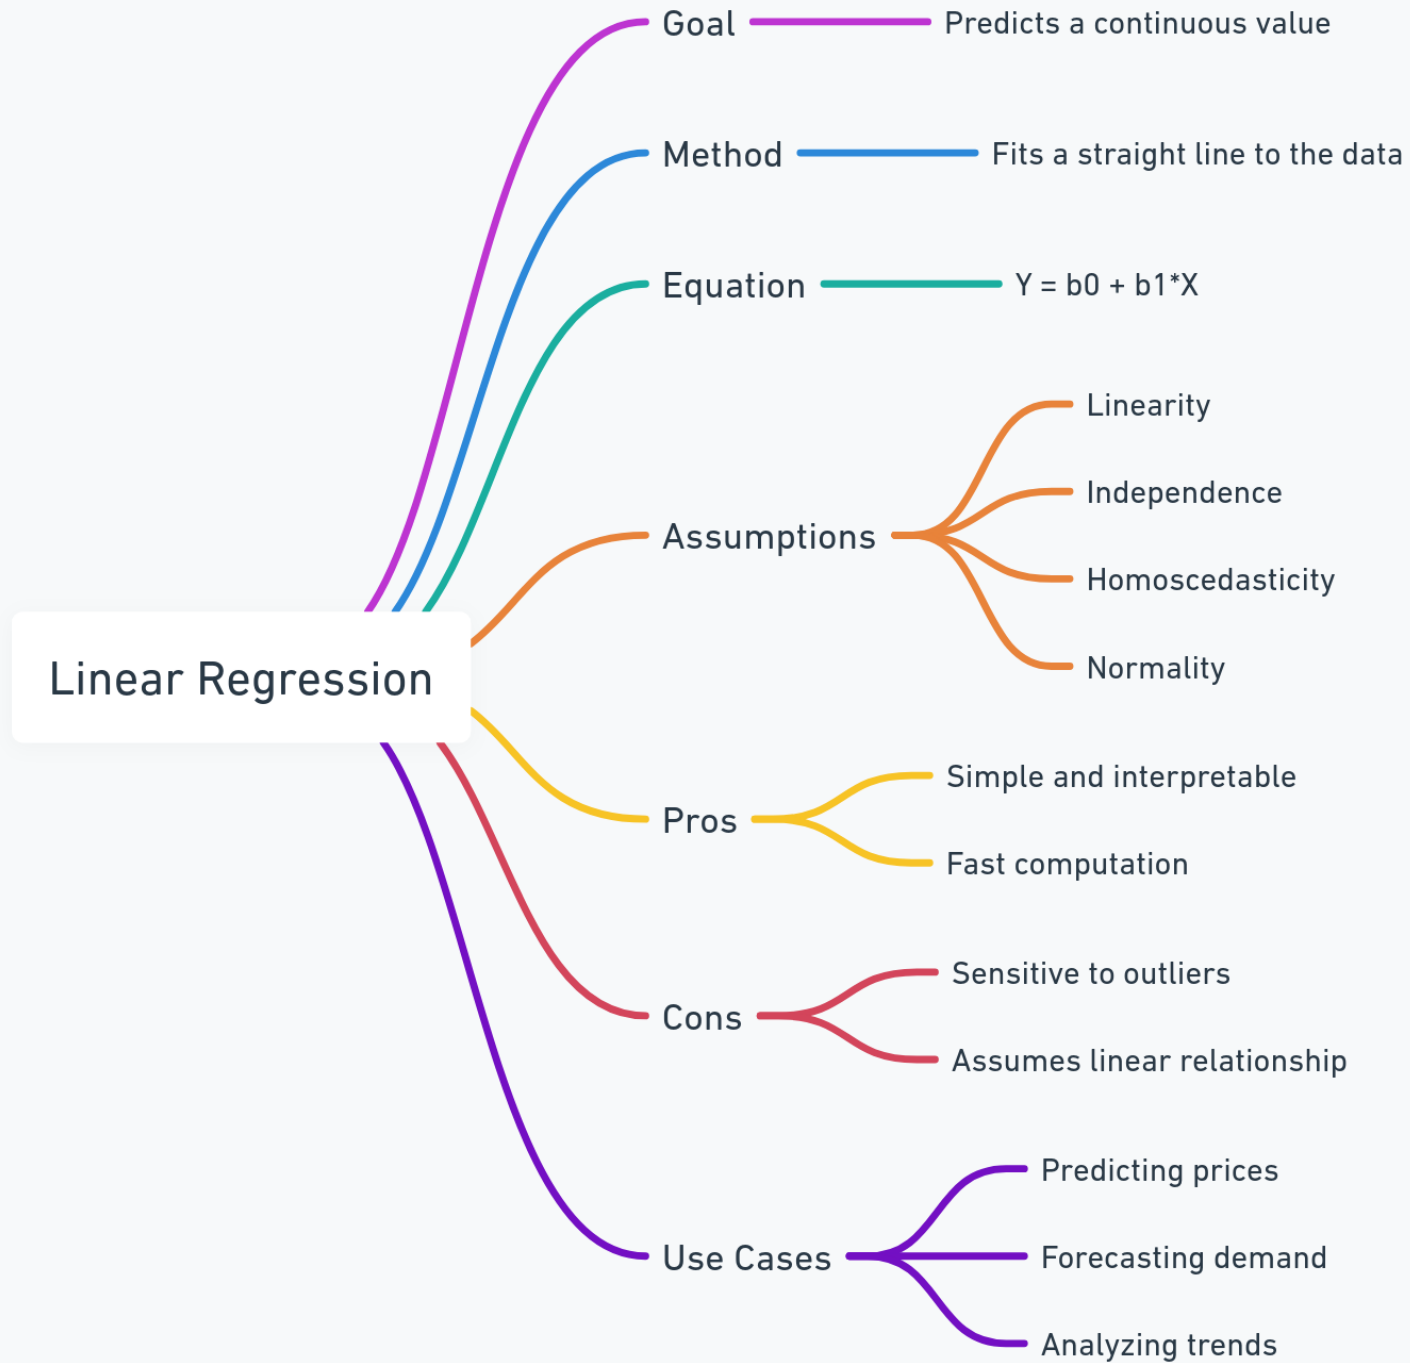 Goal
Predicts a continuous value
Method
Fits a straight line to the data
Equation
Y = b0 + b1*X
Linear Regression
Assumptions
Linearity
Independence
Homoscedasticity
Normality
Pros
Simple and interpretable
Fast computation
Cons
Sensitive to outliers
Assumes linear relationship
Use Cases
Predicting prices
Forecasting demand
Analyzing trends